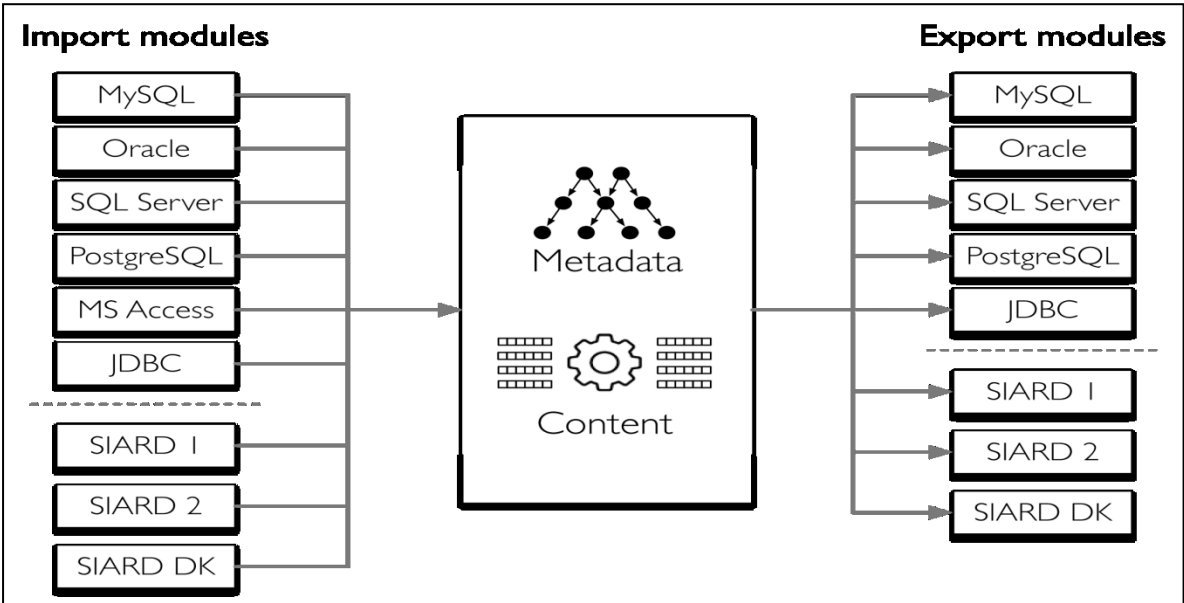 Import modules
MySQL
Oracle
SQL Server
PostgreSQL
MS Access
JDBC
SIARD 1
SIARD 2
SIARD DK
Metadata
Content
Export modules
MySQL
Oracle
SQL Server
PostgreSQL
JDBC
SIARD 1
SIARD 2
SIARD DK